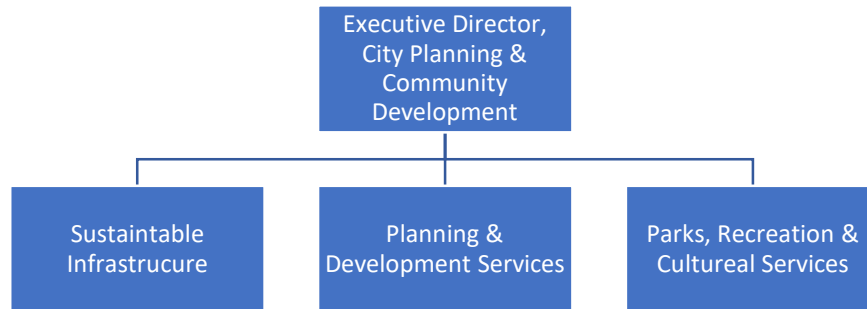 Executive Director,
City Planning &
Community
Development
Sustaintable
Infrastrucure
Planning &
Development Services
Parks, Recreation &
Cultureal Services